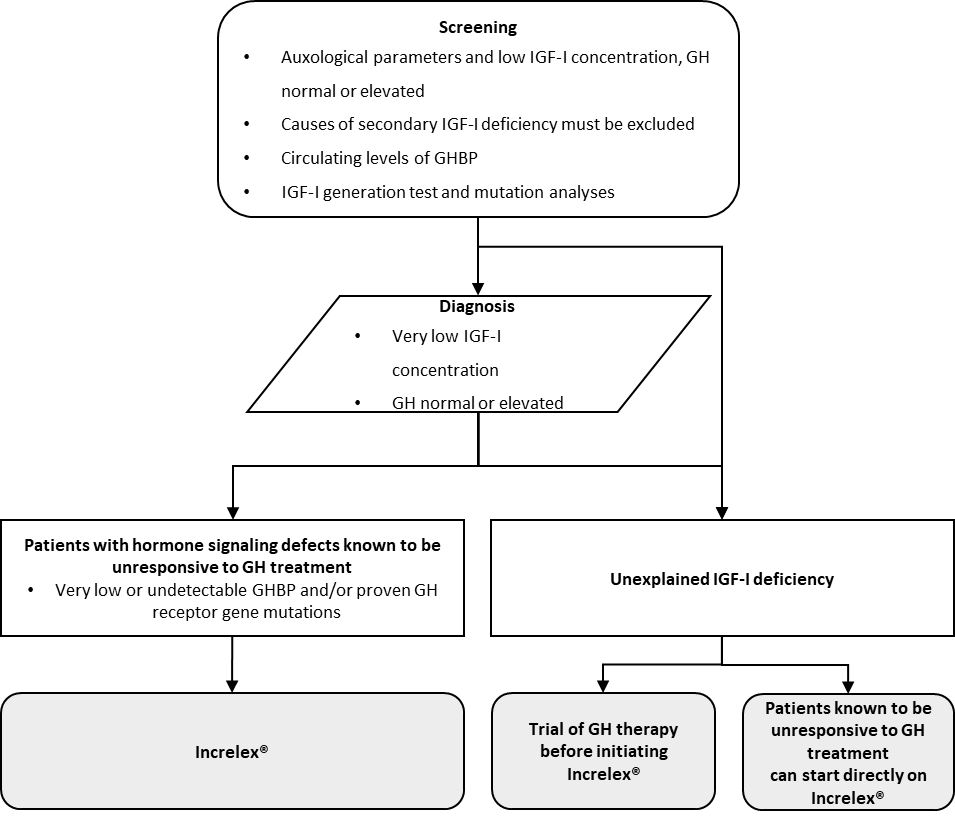 Screening
• Auxological parameters and low IGF-I concentration, GH
normal or elevated
• Causes of secondary IGF-I deficiency must be excluded
• Circulating levels of GHBP
• IGF-I generation test and mutation analyses
Diagnosis
• Very low IGF-I
concentration
• GH normal or elevated
Patients with hormone signaling defects known to be
unresponsive to GH treatment
• Very low or undetectable GHBP and/or proven GH
receptor gene mutations
Unexplained IGF-I deficiency
Increlex®
Trial of GH therapy
before initiating
Increlex®
Patients known to be
unresponsive to GH
treatment
can start directly on
Increlex®